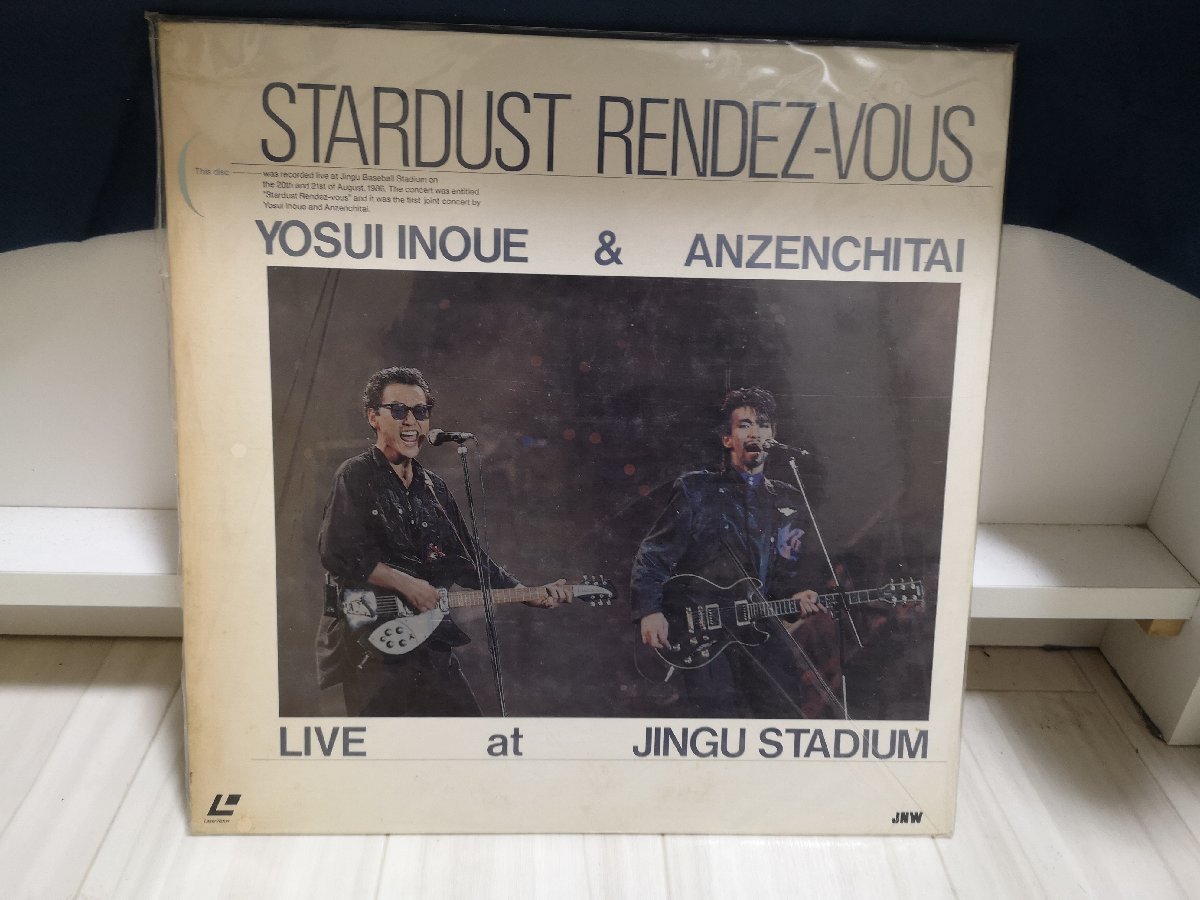 STARDUST RENDEZ-VOUS
This disc was recorded live at Jingu Baseball Stadium on
the 20th and 21st of August, 1986. The concert was entitled
"Stardust Rendez-vous" and it was the first joint concert by
Yosui Inoue and Anzenchitai.
YOSUI INOUE & ANZENCHITAI
LIVE at JINGU STADIUM
LaserVision
JNW